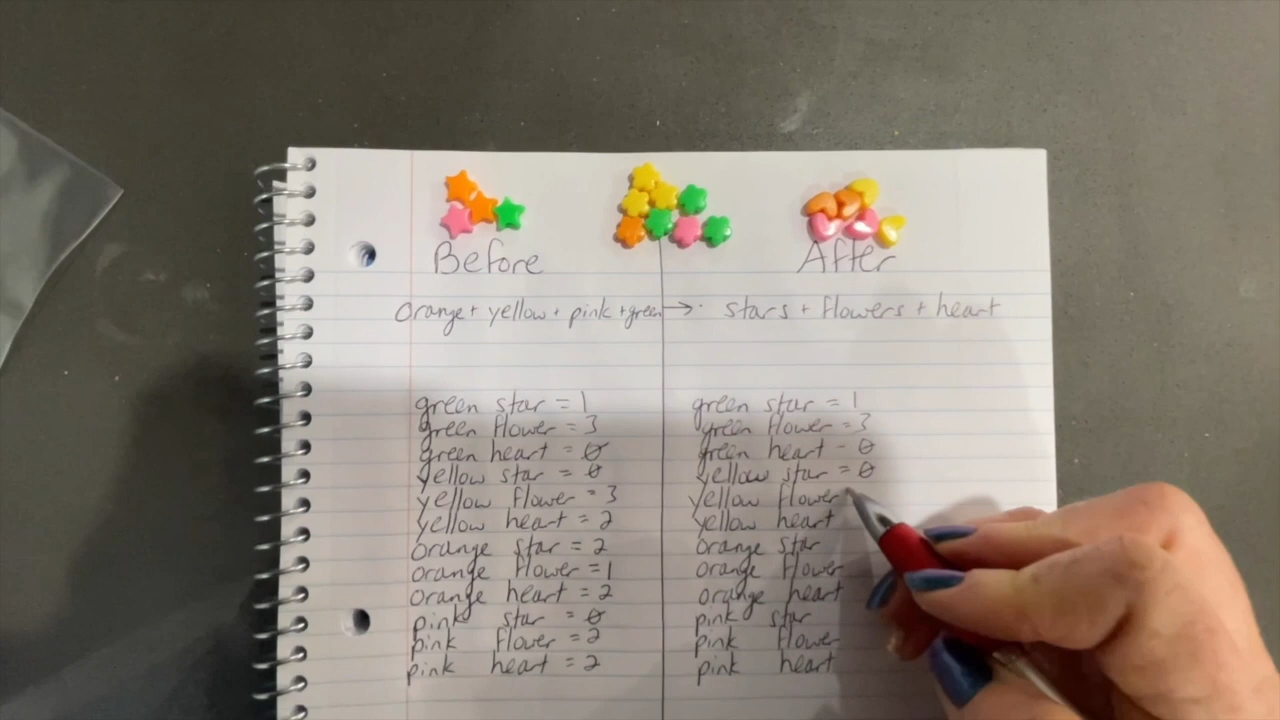 Before
After
orange + yellow + pink + green → stars + flowers + heart
green star = 1
green flower = 3
green heart = 0
yellow star = 0
yellow flower = 3
yellow heart = 2
orange star = 2
orange flower = 1
orange heart = 2
pink star = 0
pink flower = 2
pink heart = 2
green star = 1
green flower = 3
green heart - 0
yellow star = 0
yellow flower
yellow heart
orange star
orange flower
orange heart
pink star
pink flower
pink heart